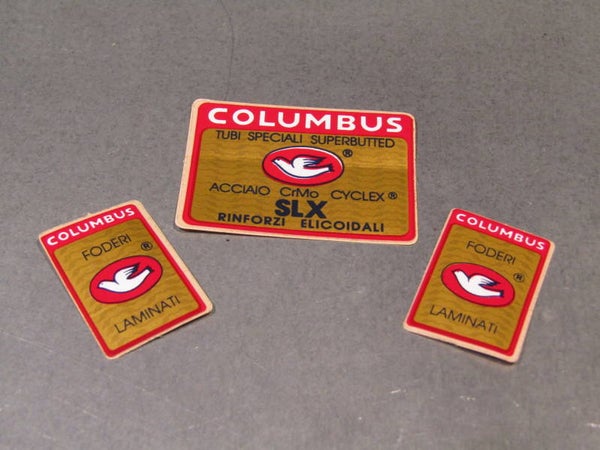 COLUMBUS
TUBI SPECIALI SUPERBUTTED
®
ACCIAIO CrMo CYCLEX®
SLX
RINFORZI ELICOIDALI
COLUMBUS
FODERI
®
LAMINATI
COLUMBUS
FODERI
®
LAMINATI